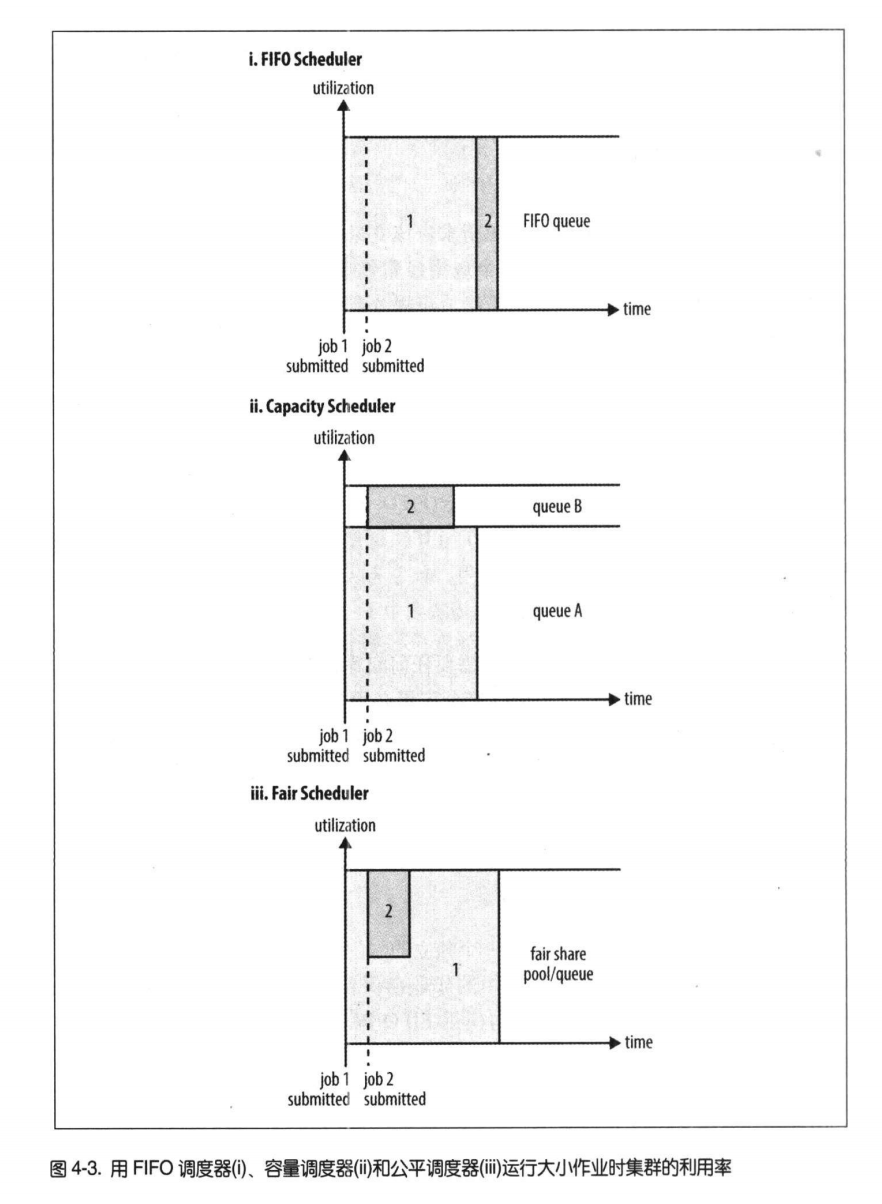 i. FIFO Scheduler
utilization
1
2
FIFO queue
time
job 1
submitted
job 2
submitted
ii. Capacity Scheduler
utilization
2
queue B
1
queue A
time
job 1
submitted
job 2
submitted
iii. Fair Scheduler
utilization
2
1
fair share
pool/queue
time
job 1
submitted
job 2
submitted
图 4-3. 用 FIFO 调度器(i)、容量调度器(ii)和公平调度器(iii)运行大小作业时集群的利用率